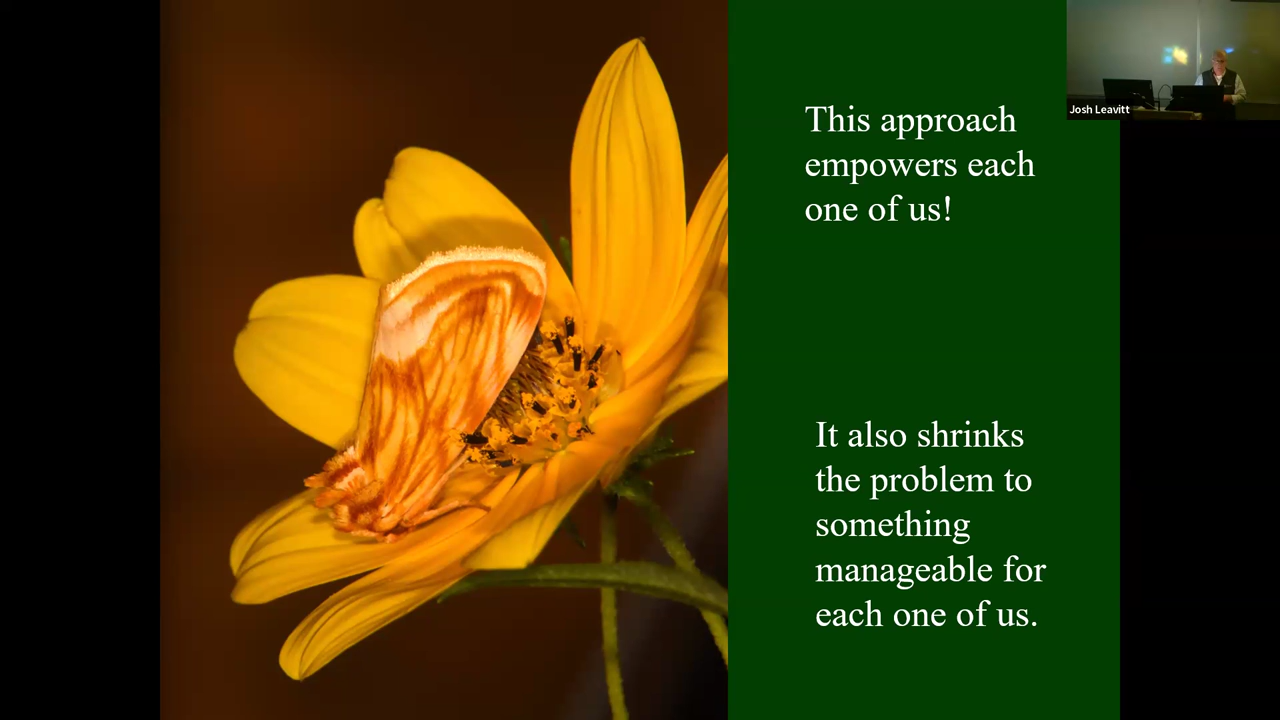 Josh Leavitt
This approach
empowers each
one of us!
It also shrinks
the problem to
something
manageable for
each one of us.